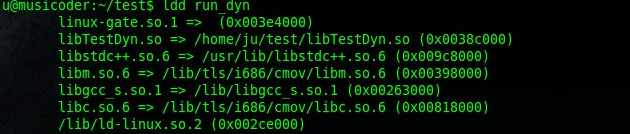 u@musicoder:~/test$ ldd run_dyn
linux-gate.so.1 =>  (0x003e4000)
libTestDyn.so => /home/ju/test/libTestDyn.so (0x0038c000)
libstdc++.so.6 => /usr/lib/libstdc++.so.6 (0x009c8000)
libm.so.6 => /lib/tls/i686/cmov/libm.so.6 (0x00398000)
libgcc_s.so.1 => /lib/libgcc_s.so.1 (0x00263000)
libc.so.6 => /lib/tls/i686/cmov/libc.so.6 (0x00818000)
/lib/ld-linux.so.2 (0x002ce000)